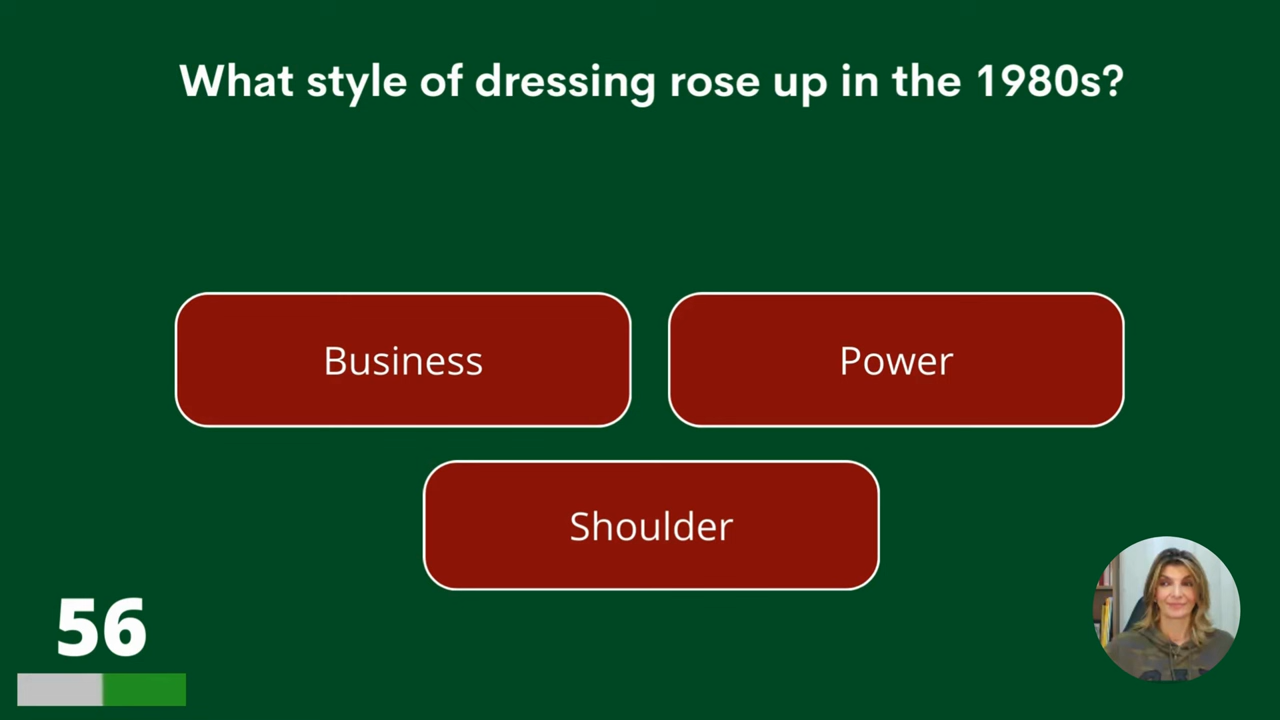 What style of dressing rose up in the 1980s?
Business
Power
Shoulder
56